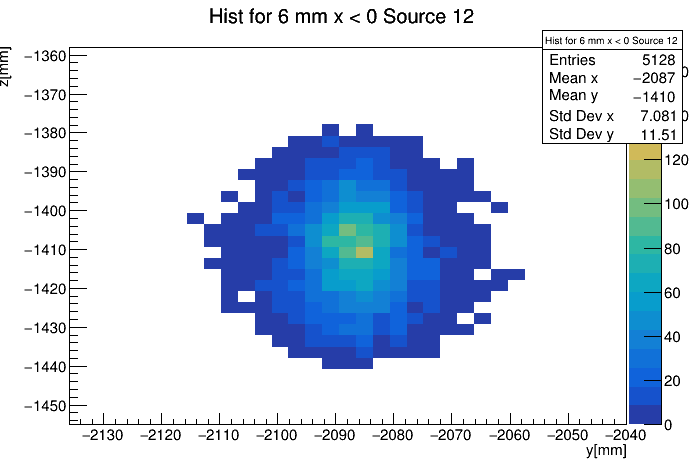 Hist for 6 mm x < 0 Source 12
z[mm]
Hist for 6 mm x < 0 Source 12
Entries 5128
Mean x −2087
Mean y −1410
Std Dev x 7.081
Std Dev y 11.51
−1360
−1370
−1380
−1390
−1400
−1410
−1420
−1430
−1440
−1450
120
100
80
60
40
20
0
−2130 −2120 −2110 −2100 −2090 −2080 −2070 −2060 −2050 −2040
y[mm]